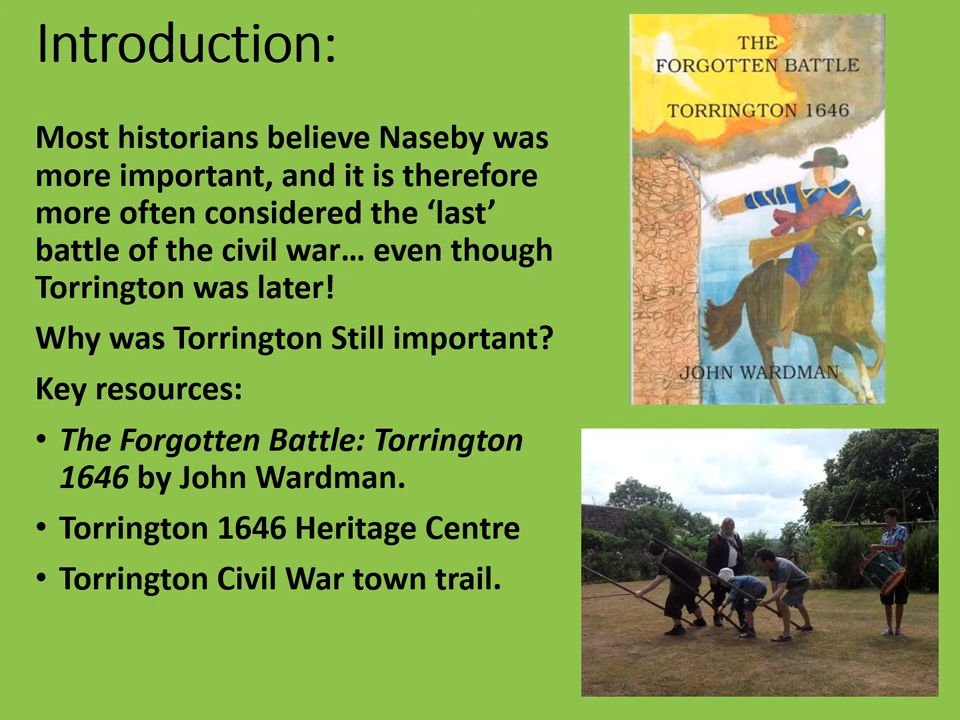 Introduction:
Most historians believe Naseby was
more important, and it is therefore
more often considered the ‘last’
battle of the civil war… even though
Torrington was later!
Why was Torrington Still important?
Key resources:
• The Forgotten Battle: Torrington
1646 by John Wardman.
• Torrington 1646 Heritage Centre
• Torrington Civil War town trail.
THE
FORGOTTEN BATTLE
TORRINGTON 1646
JOHN WARDMAN